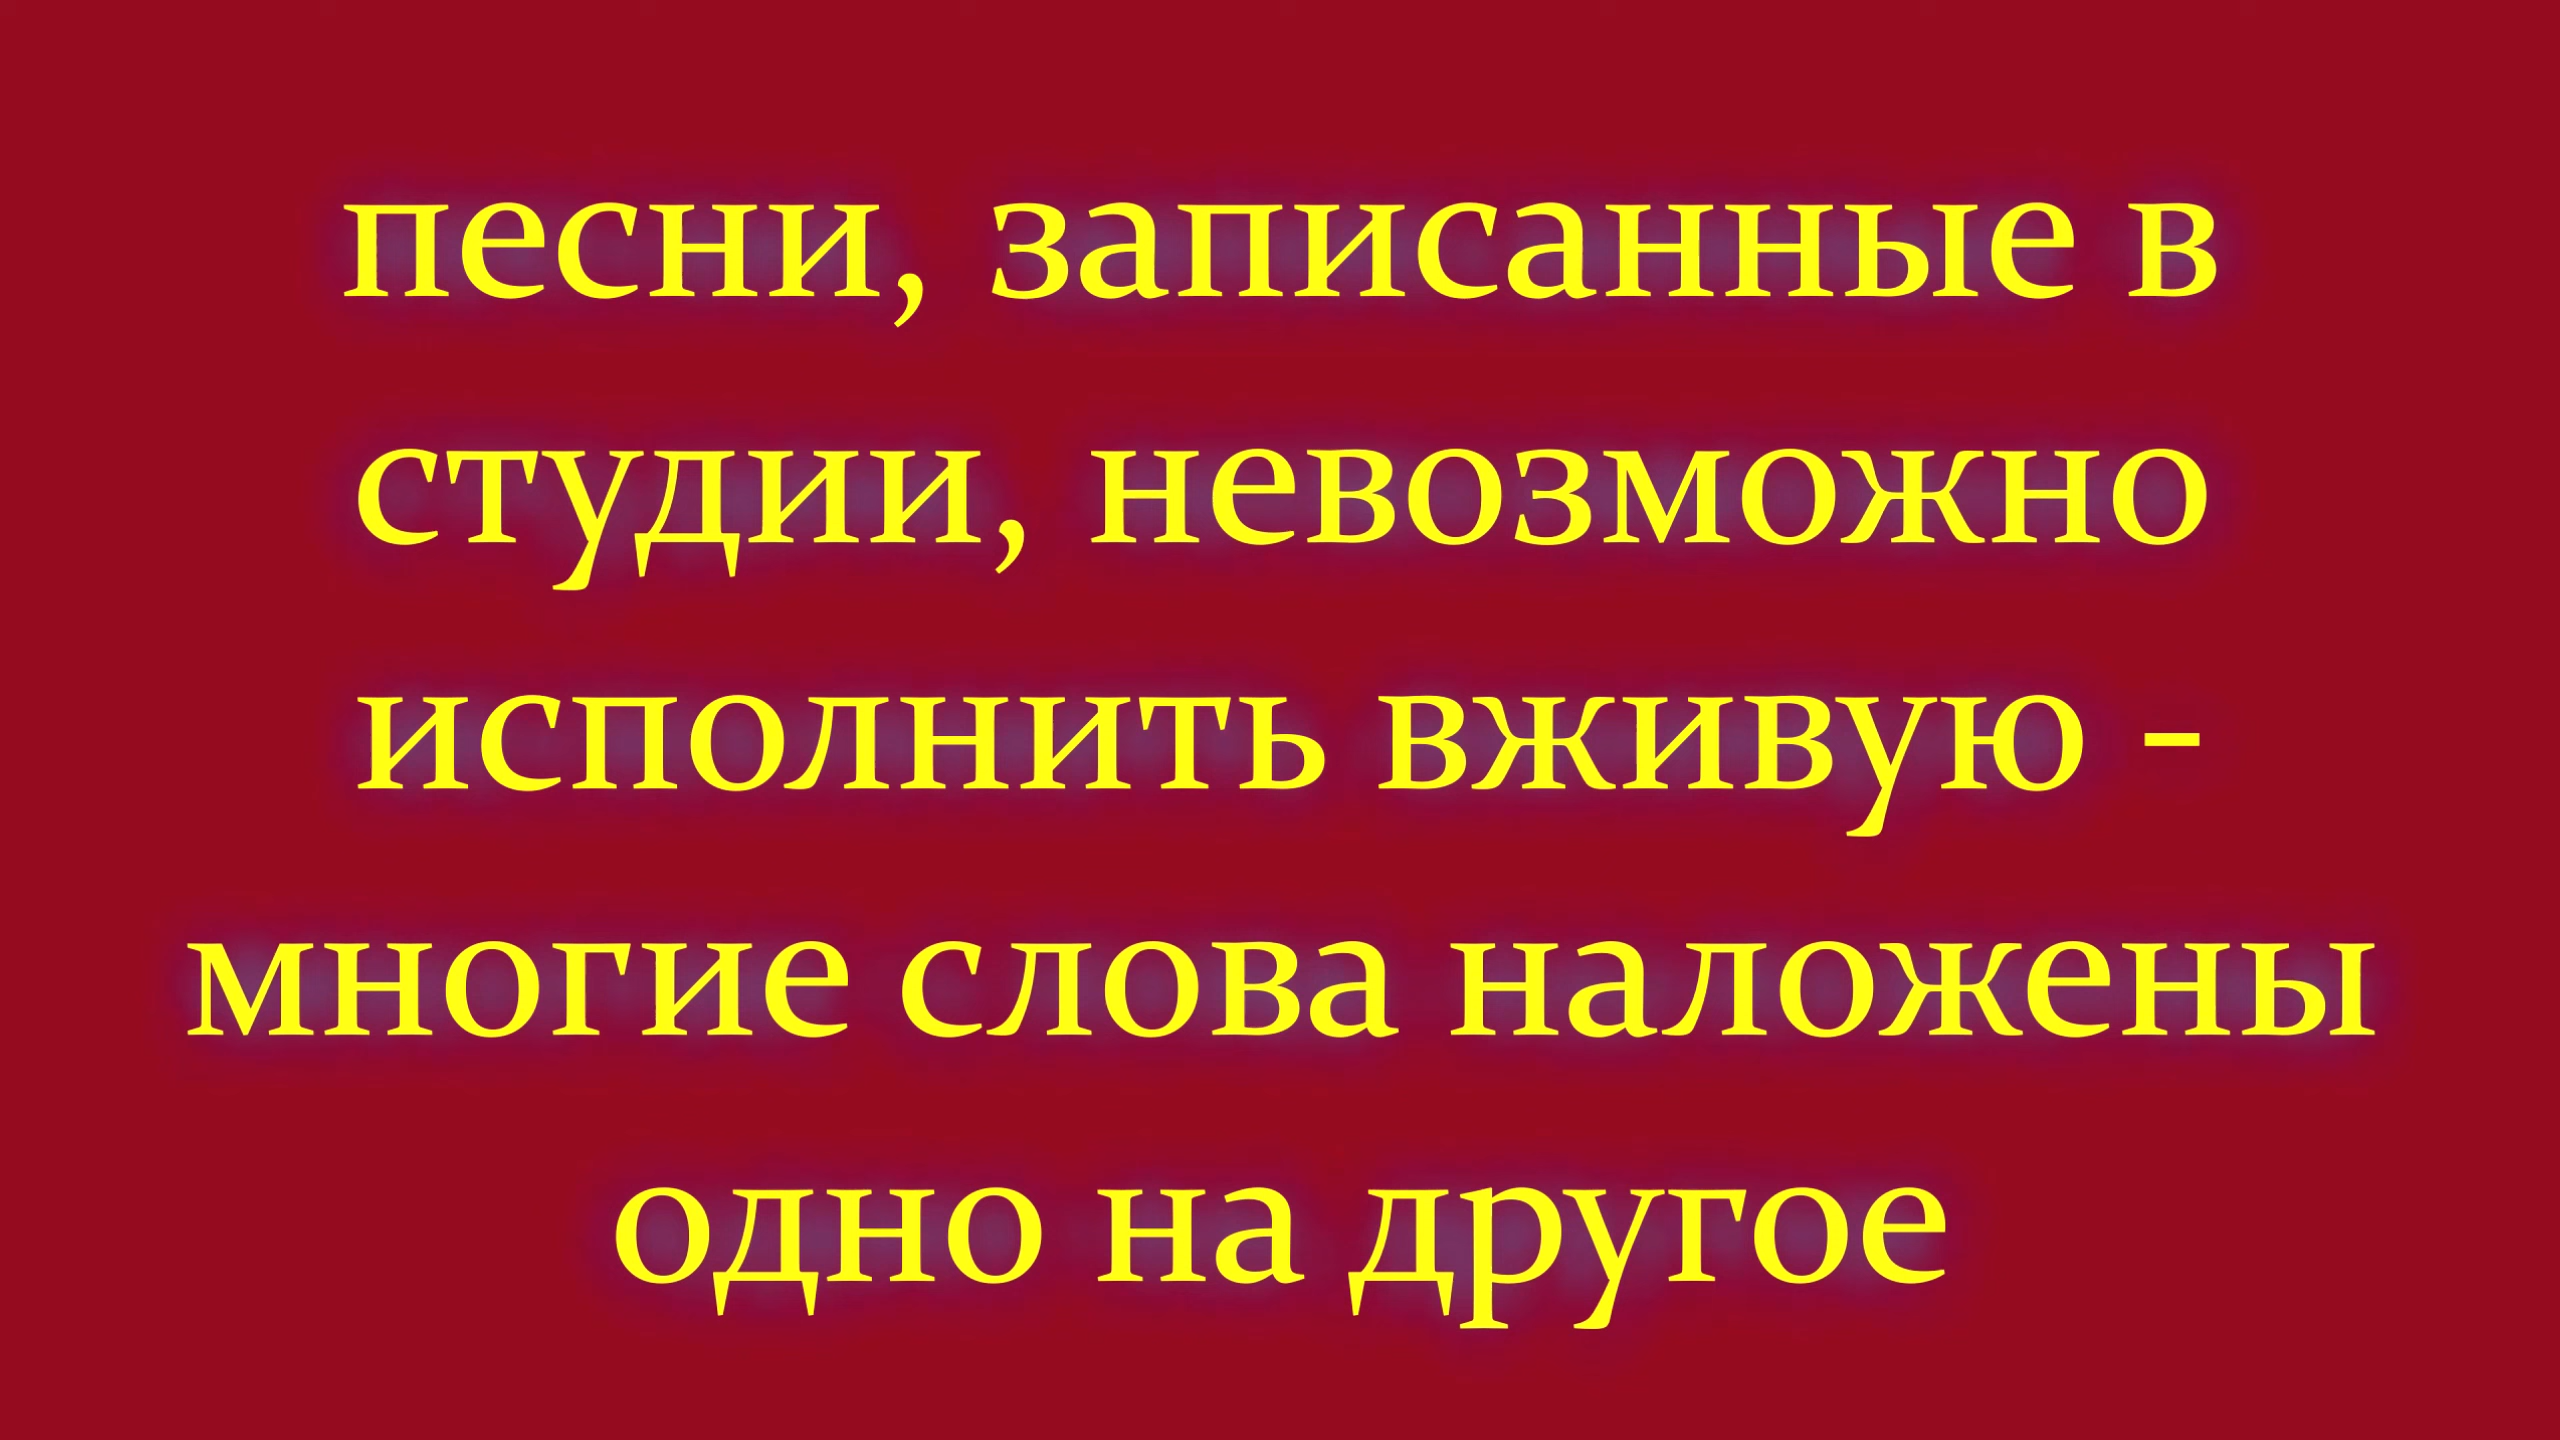 песни, записанные в
студии, невозможно
исполнить вживую -
многие слова наложены
одно на другое